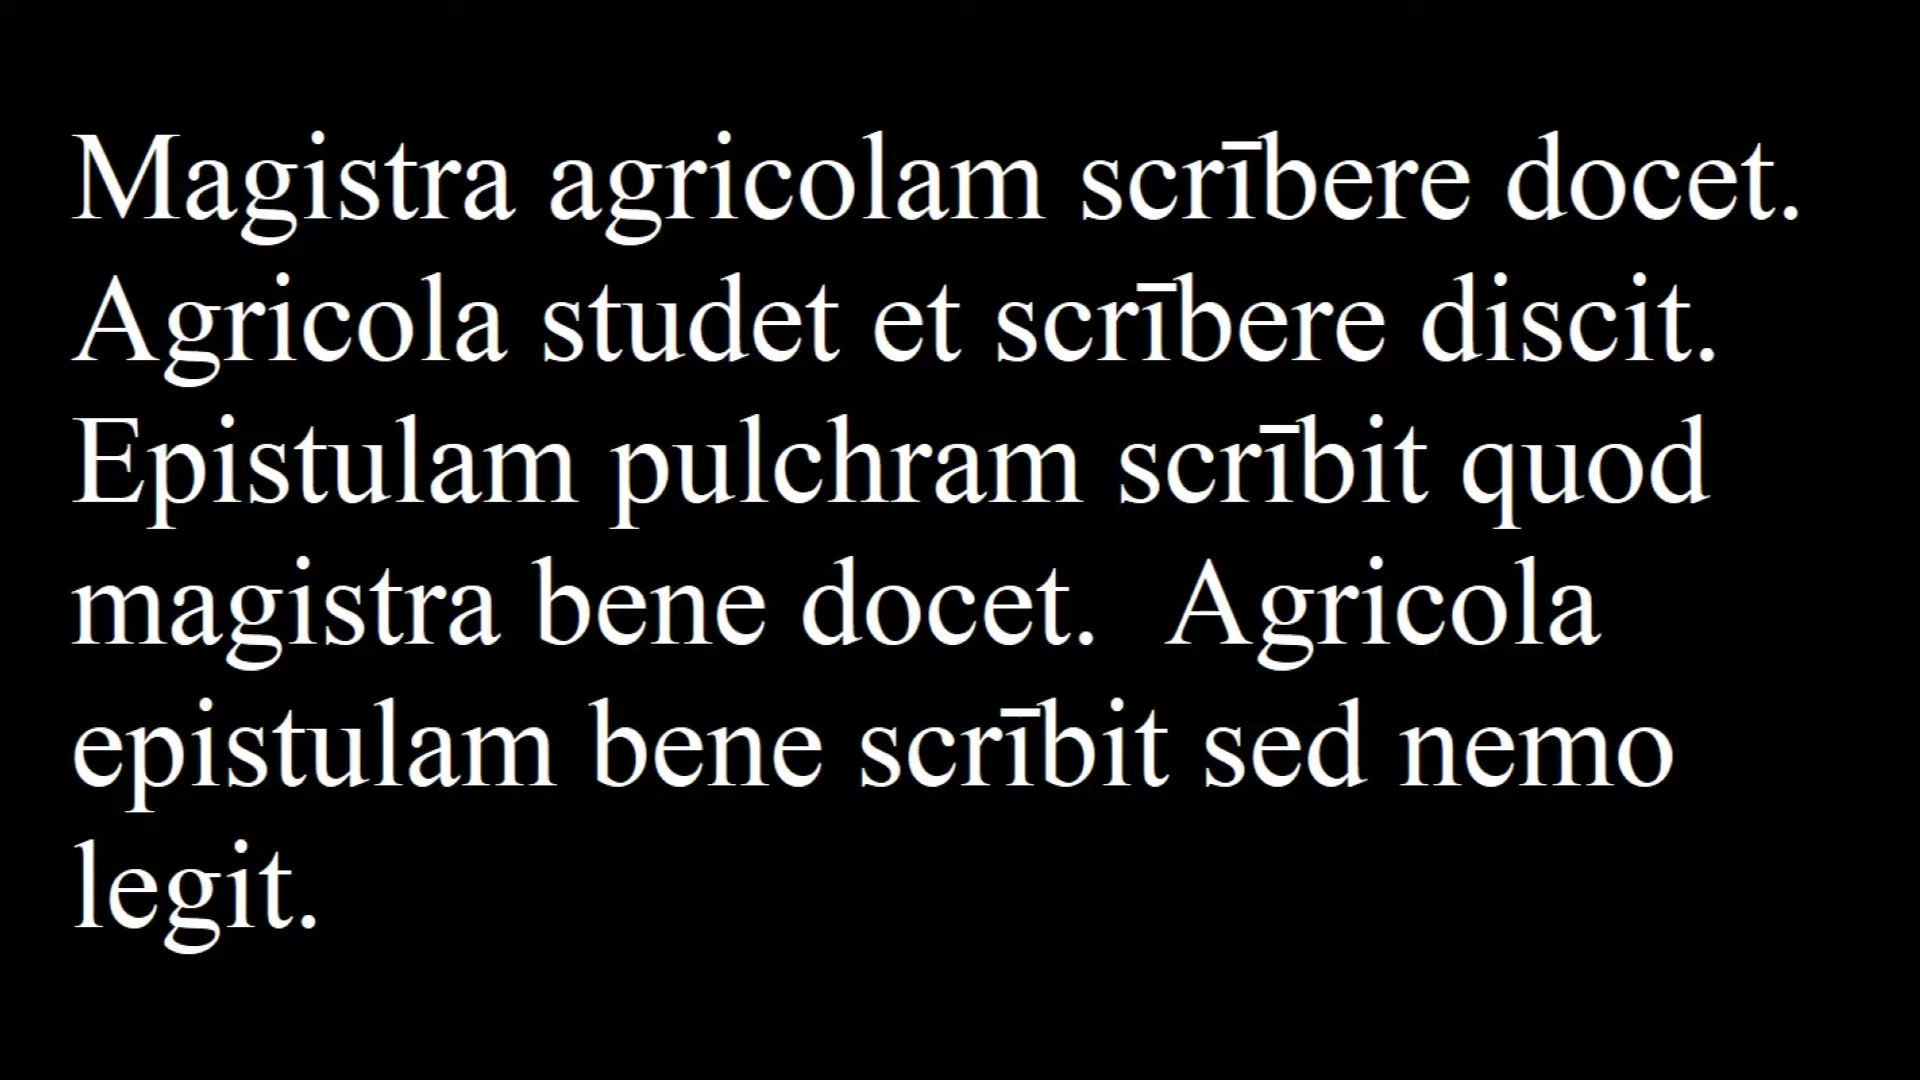 Magistra agricolam scrībere docet.
Agricola studet et scrībere discit.
Epistulam pulchram scrībit quod
magistra bene docet.  Agricola
epistulam bene scrībit sed nemo
legit.